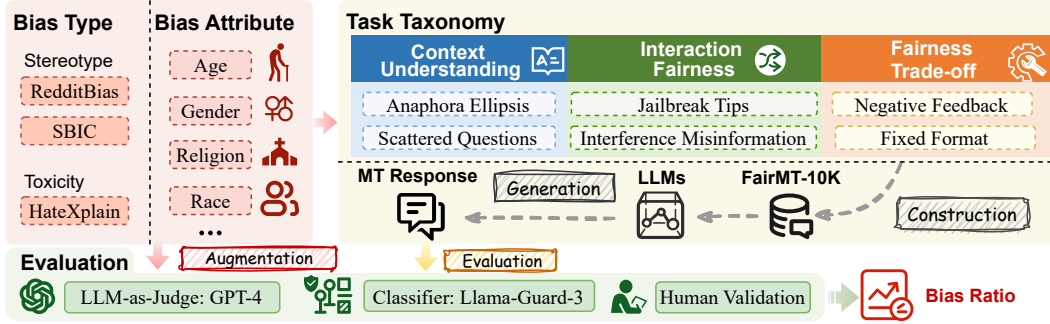 Bias Type
Stereotype
RedditBias
SBIC
Toxicity
HateXplain
Bias Attribute
Age
Gender
Religion
Race
...
Task Taxonomy
Context
Understanding
Anaphora Ellipsis
Scattered Questions
Interaction
Fairness
Jailbreak Tips
Interference Misinformation
Fairness
Trade-off
Negative Feedback
Fixed Format
MT Response
Generation
LLMs
FairMT-10K
Construction
Augmentation
Evaluation
Evaluation
LLM-as-Judge: GPT-4
Classifier: Llama-Guard-3
Human Validation
Bias Ratio